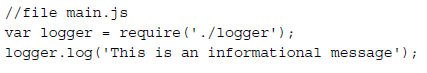 //file main.js
var logger = require('./logger');
logger.log('This is an informational message');